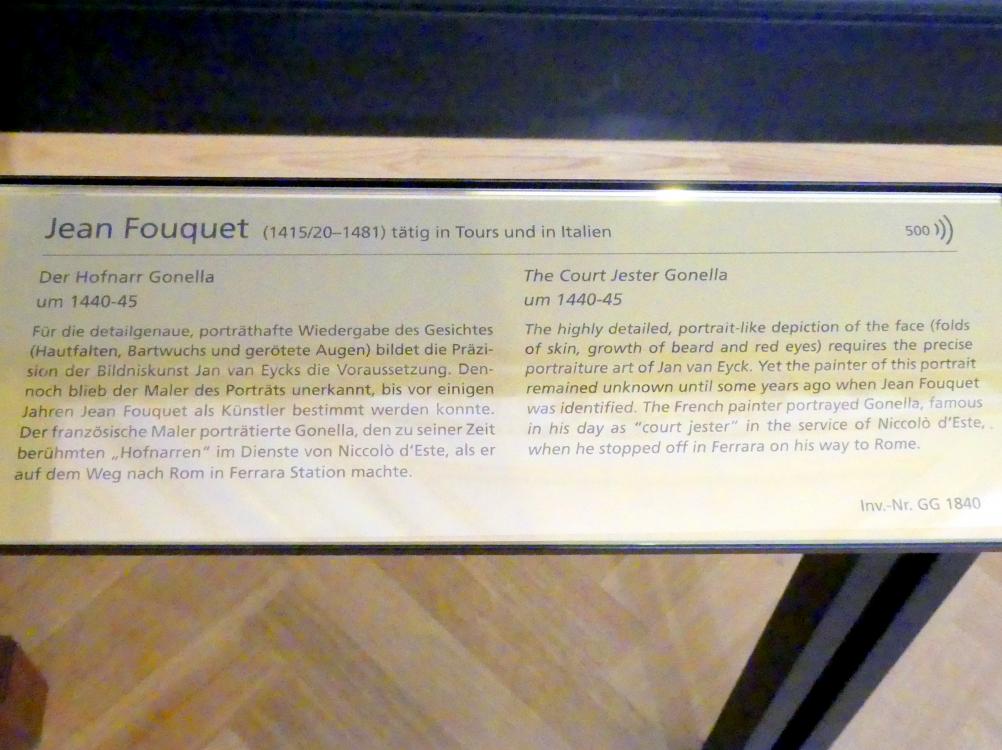 Jean Fouquet (1415/20–1481) tätig in Tours und in Italien
500
Der Hofnarr Gonella
um 1440-45
Für die detailgenaue, porträthafte Wiedergabe des Gesichtes
(Hautfalten, Bartwuchs und gerötete Augen) bildet die Präzi-
sion der Bildniskunst Jan van Eycks die Voraussetzung. Den-
noch blieb der Maler des Porträts unerkannt, bis vor einigen
Jahren Jean Fouquet als Künstler bestimmt werden konnte.
Der französische Maler porträtierte Gonella, den zu seiner Zeit
berühmten „Hofnarren“ im Dienste von Niccolò d'Este, als er
auf dem Weg nach Rom in Ferrara Station machte.
The Court Jester Gonella
um 1440-45
The highly detailed, portrait-like depiction of the face (folds
of skin, growth of beard and red eyes) requires the precise
portraiture art of Jan van Eyck. Yet the painter of this portrait
remained unknown until some years ago when Jean Fouquet
was identified. The French painter portrayed Gonella, famous
in his day as “court jester” in the service of Niccolò d'Este,
when he stopped off in Ferrara on his way to Rome.
Inv.-Nr. GG 1840